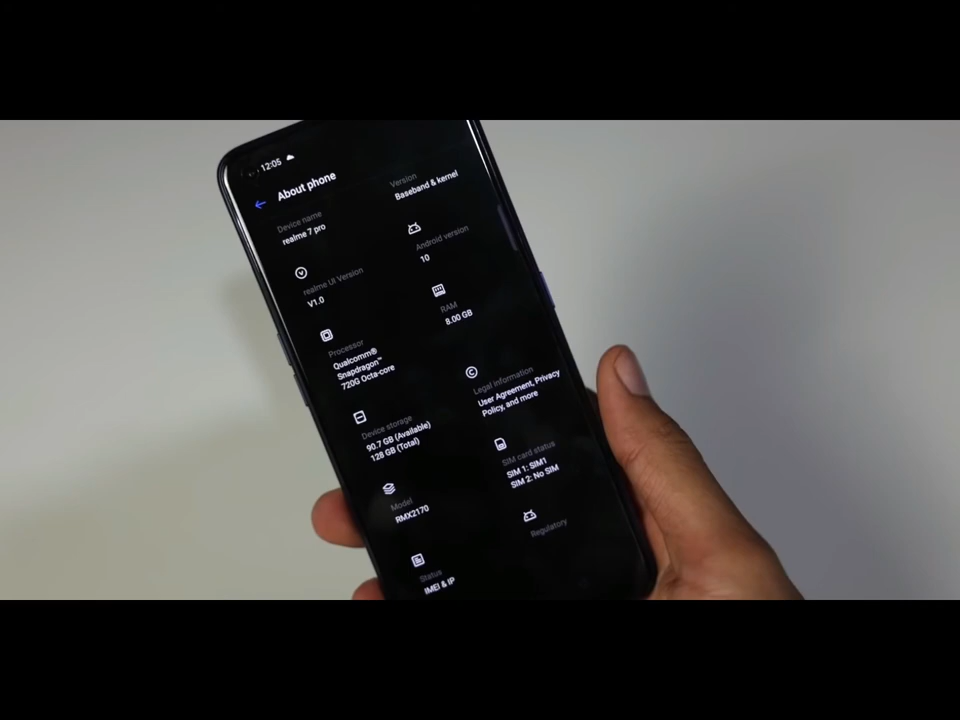 12:05
About phone
Device name
realme 7 pro
Version
Baseband & kernel
realme UI Version
V1.0
Android version
10
Processor
Qualcomm®
Snapdragon™
720G Octa-core
RAM
8.00 GB
Device storage
90.7 GB (Available)
128 GB (Total)
Legal information
User Agreement, Privacy
Policy, and more
Model
RMX2170
SIM card status
SIM 1: SIM1
SIM 2: No SIM
Status
IMEI & IP
Regulatory